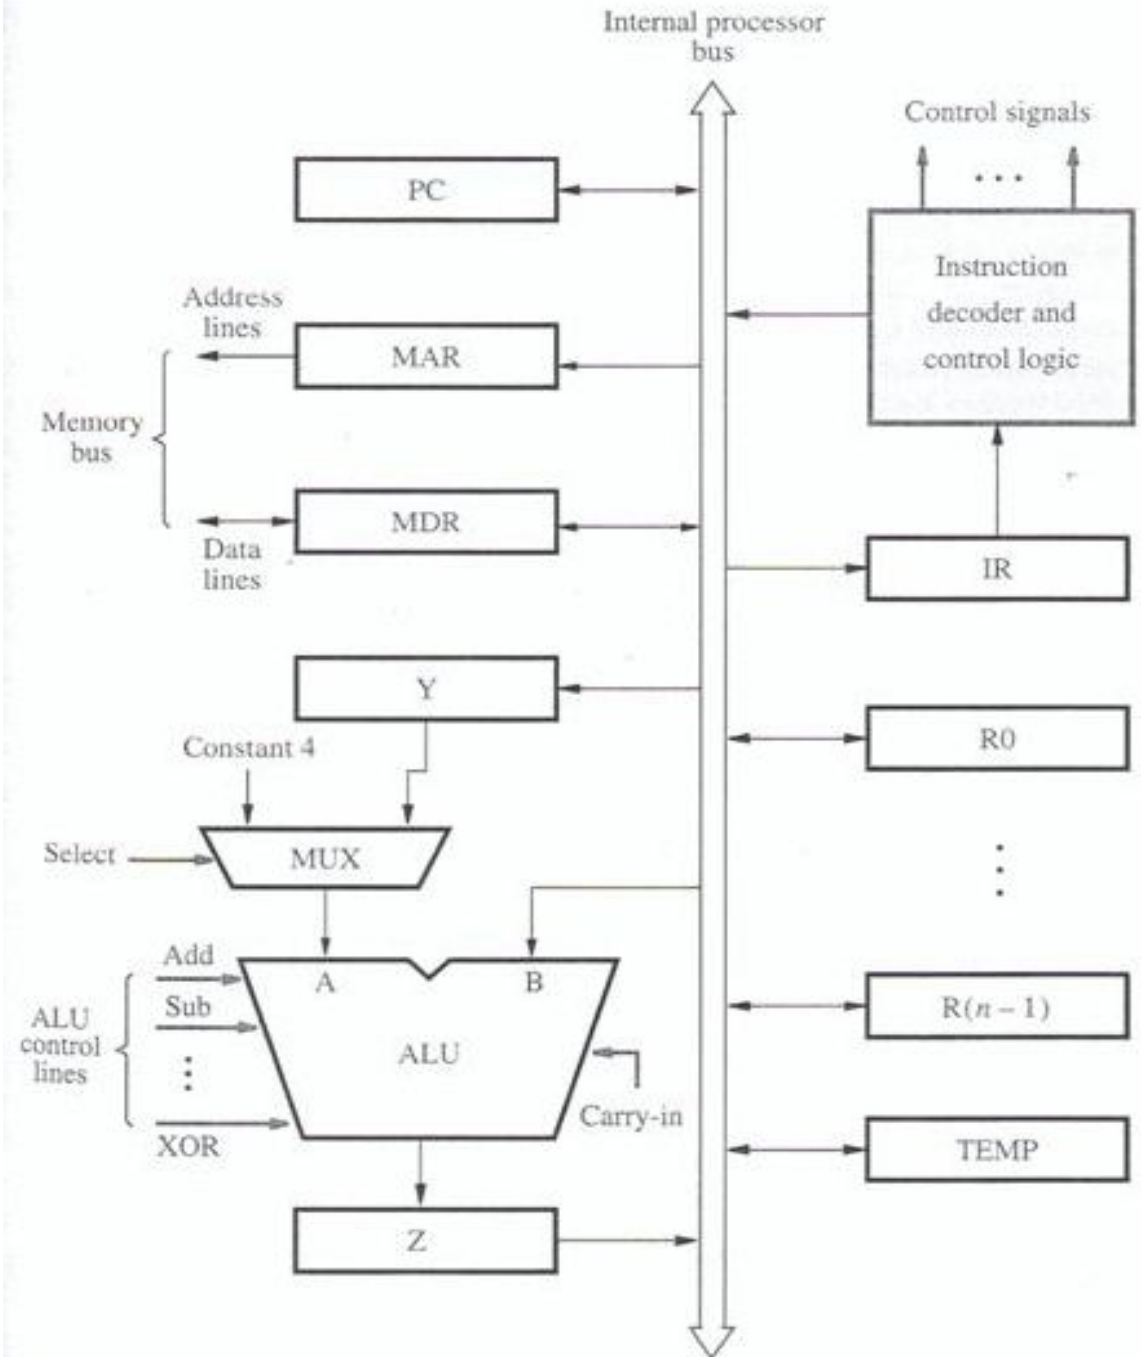 Internal processor
bus
Control signals
. . .
PC
Instruction
decoder and
control logic
Address
lines
MAR
Memory
bus
MDR
Data
lines
IR
Y
R0
Constant 4
Select
MUX
Add
A
B
R(n – 1)
Sub
ALU
control
lines
ALU
Carry-in
XOR
TEMP
Z